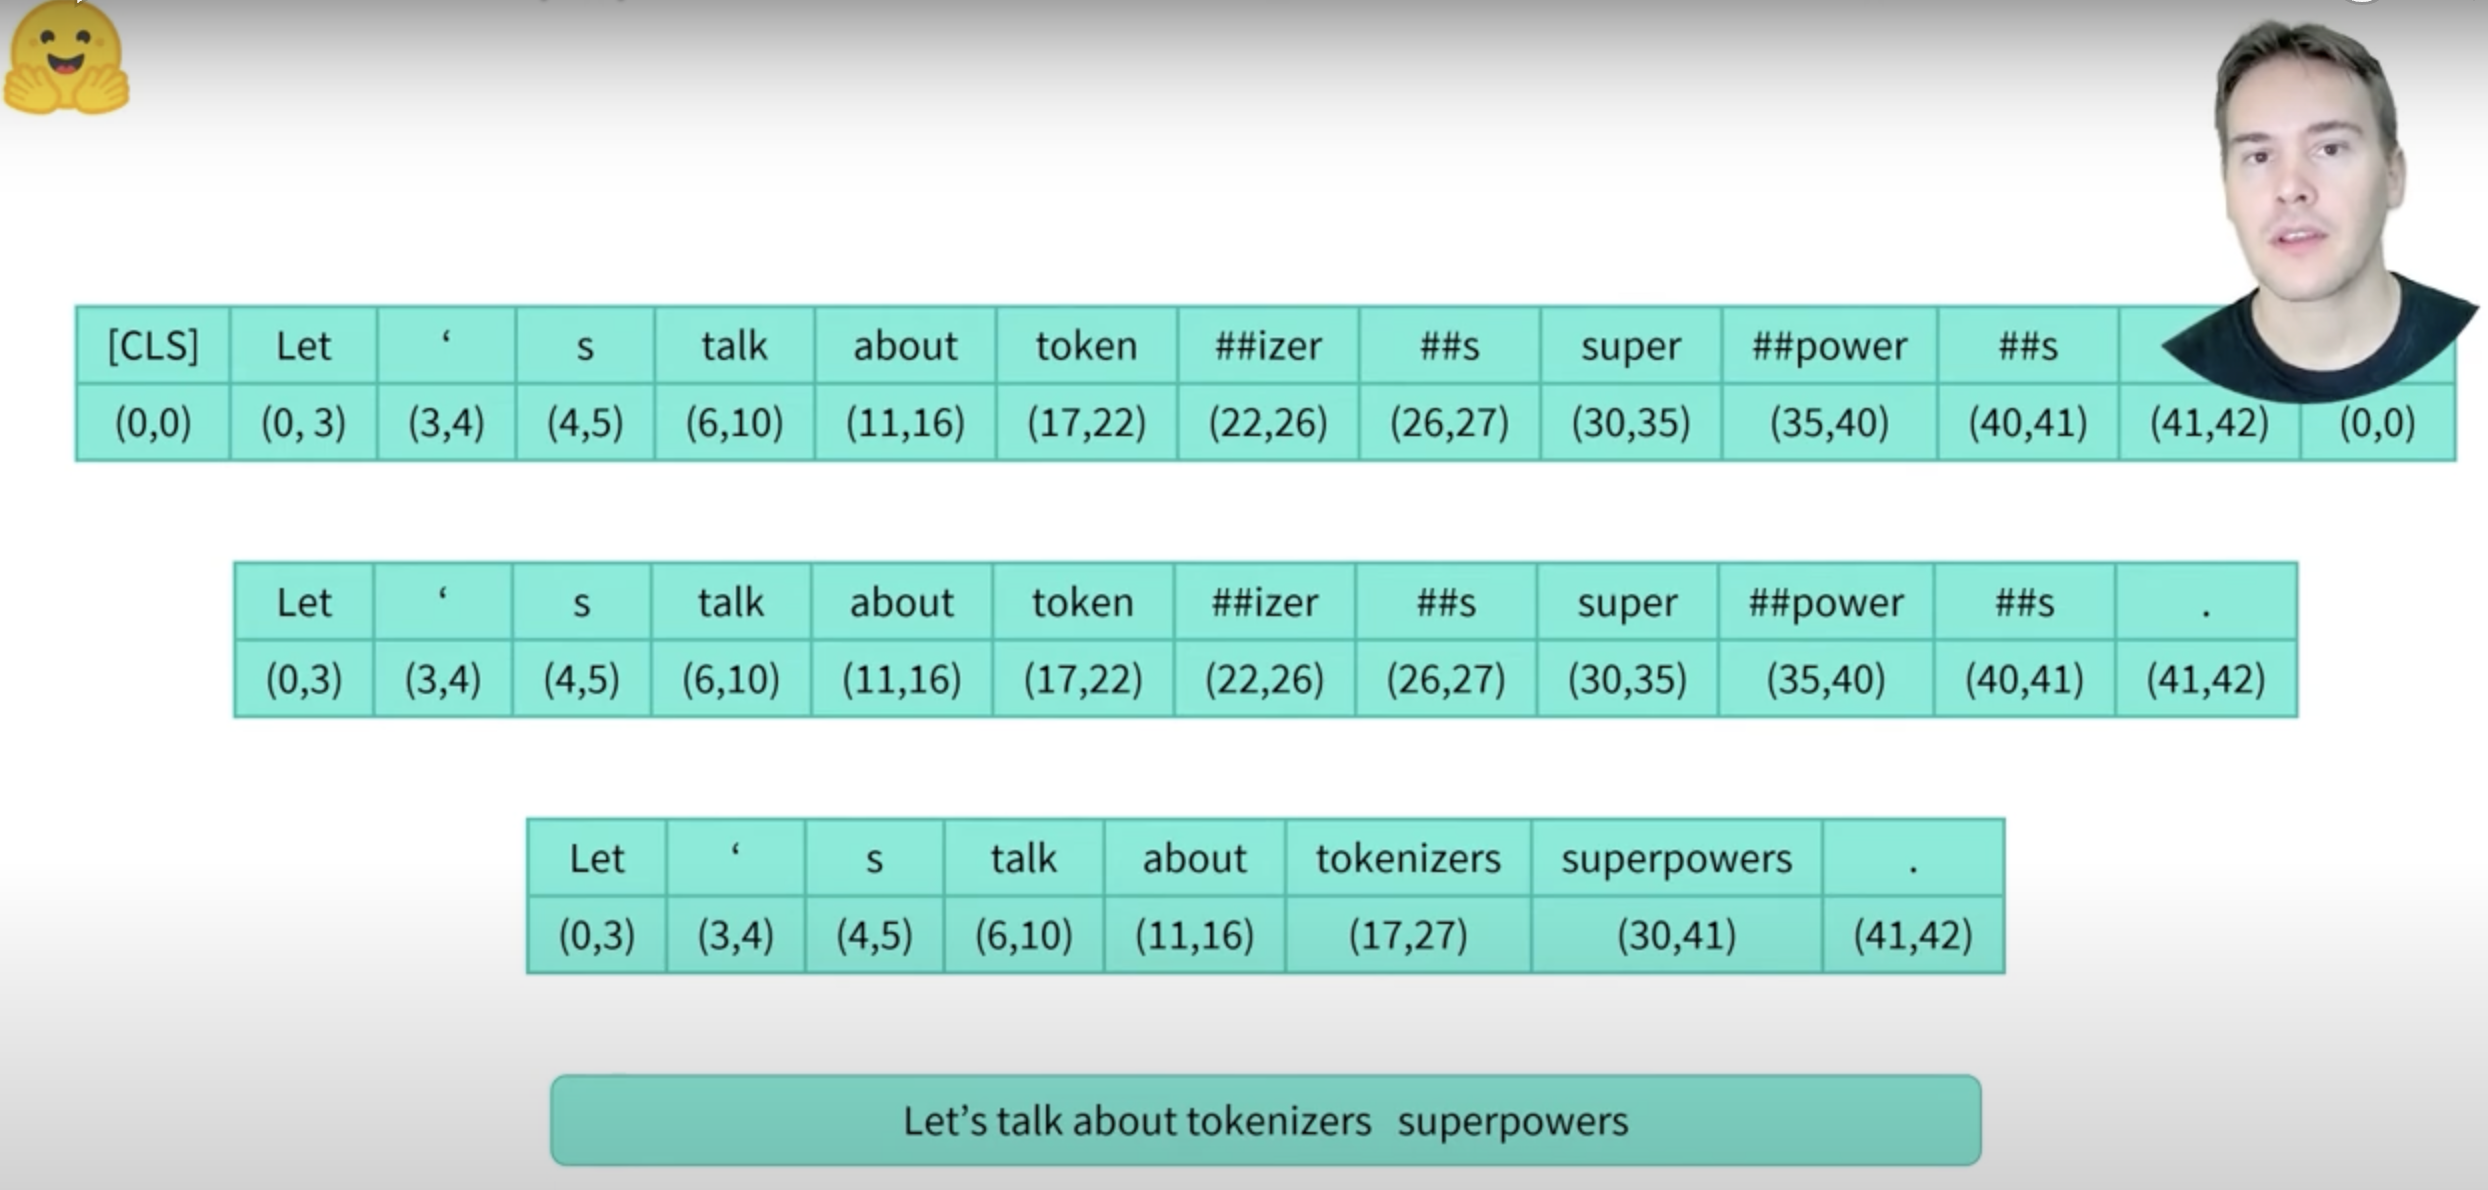 [CLS] Let ‘ s talk about token ##izer ##s super ##power ##s
(0,0) (0, 3) (3,4) (4,5) (6,10) (11,16) (17,22) (22,26) (26,27) (30,35) (35,40) (40,41) (41,42) (0,0)
Let ‘ s talk about token ##izer ##s super ##power ##s .
(0,3) (3,4) (4,5) (6,10) (11,16) (17,22) (22,26) (26,27) (30,35) (35,40) (40,41) (41,42)
Let ‘ s talk about tokenizers superpowers .
(0,3) (3,4) (4,5) (6,10) (11,16) (17,27) (30,41) (41,42)
Let’s talk about tokenizers superpowers